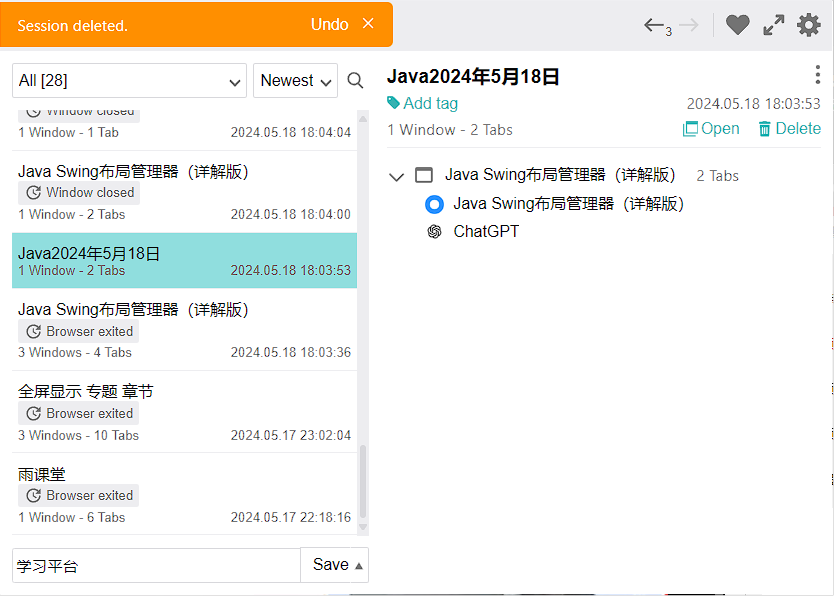 Session deleted.
Undo
3
All [28]
Newest
Window closed
1 Window - 1 Tab
2024.05.18 18:04:04
Java Swing布局管理器（详解版）
Window closed
1 Window - 2 Tabs
2024.05.18 18:04:00
Java2024年5月18日
1 Window - 2 Tabs
2024.05.18 18:03:53
Java Swing布局管理器（详解版）
Browser exited
3 Windows - 4 Tabs
2024.05.18 18:03:36
全屏显示 专题 章节
Browser exited
3 Windows - 10 Tabs
2024.05.17 23:02:04
雨课堂
Browser exited
1 Window - 6 Tabs
2024.05.17 22:18:16
学习平台
Save
Java2024年5月18日
Add tag
2024.05.18 18:03:53
1 Window - 2 Tabs
Open
Delete
Java Swing布局管理器（详解版）
2 Tabs
Java Swing布局管理器（详解版）
ChatGPT